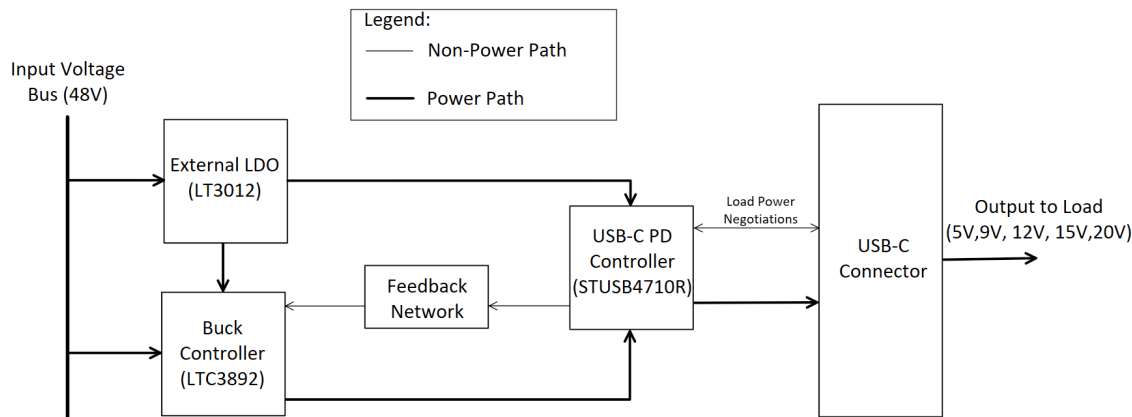 Legend:
Non-Power Path
Power Path
Input Voltage
Bus (48V)
External LDO
(LT3012)
Load Power
Negotiations
Output to Load
(5V,9V, 12V, 15V,20V)
USB-C PD
Controller
(STUSB4710R)
USB-C
Connector
Feedback
Network
Buck
Controller
(LTC3892)